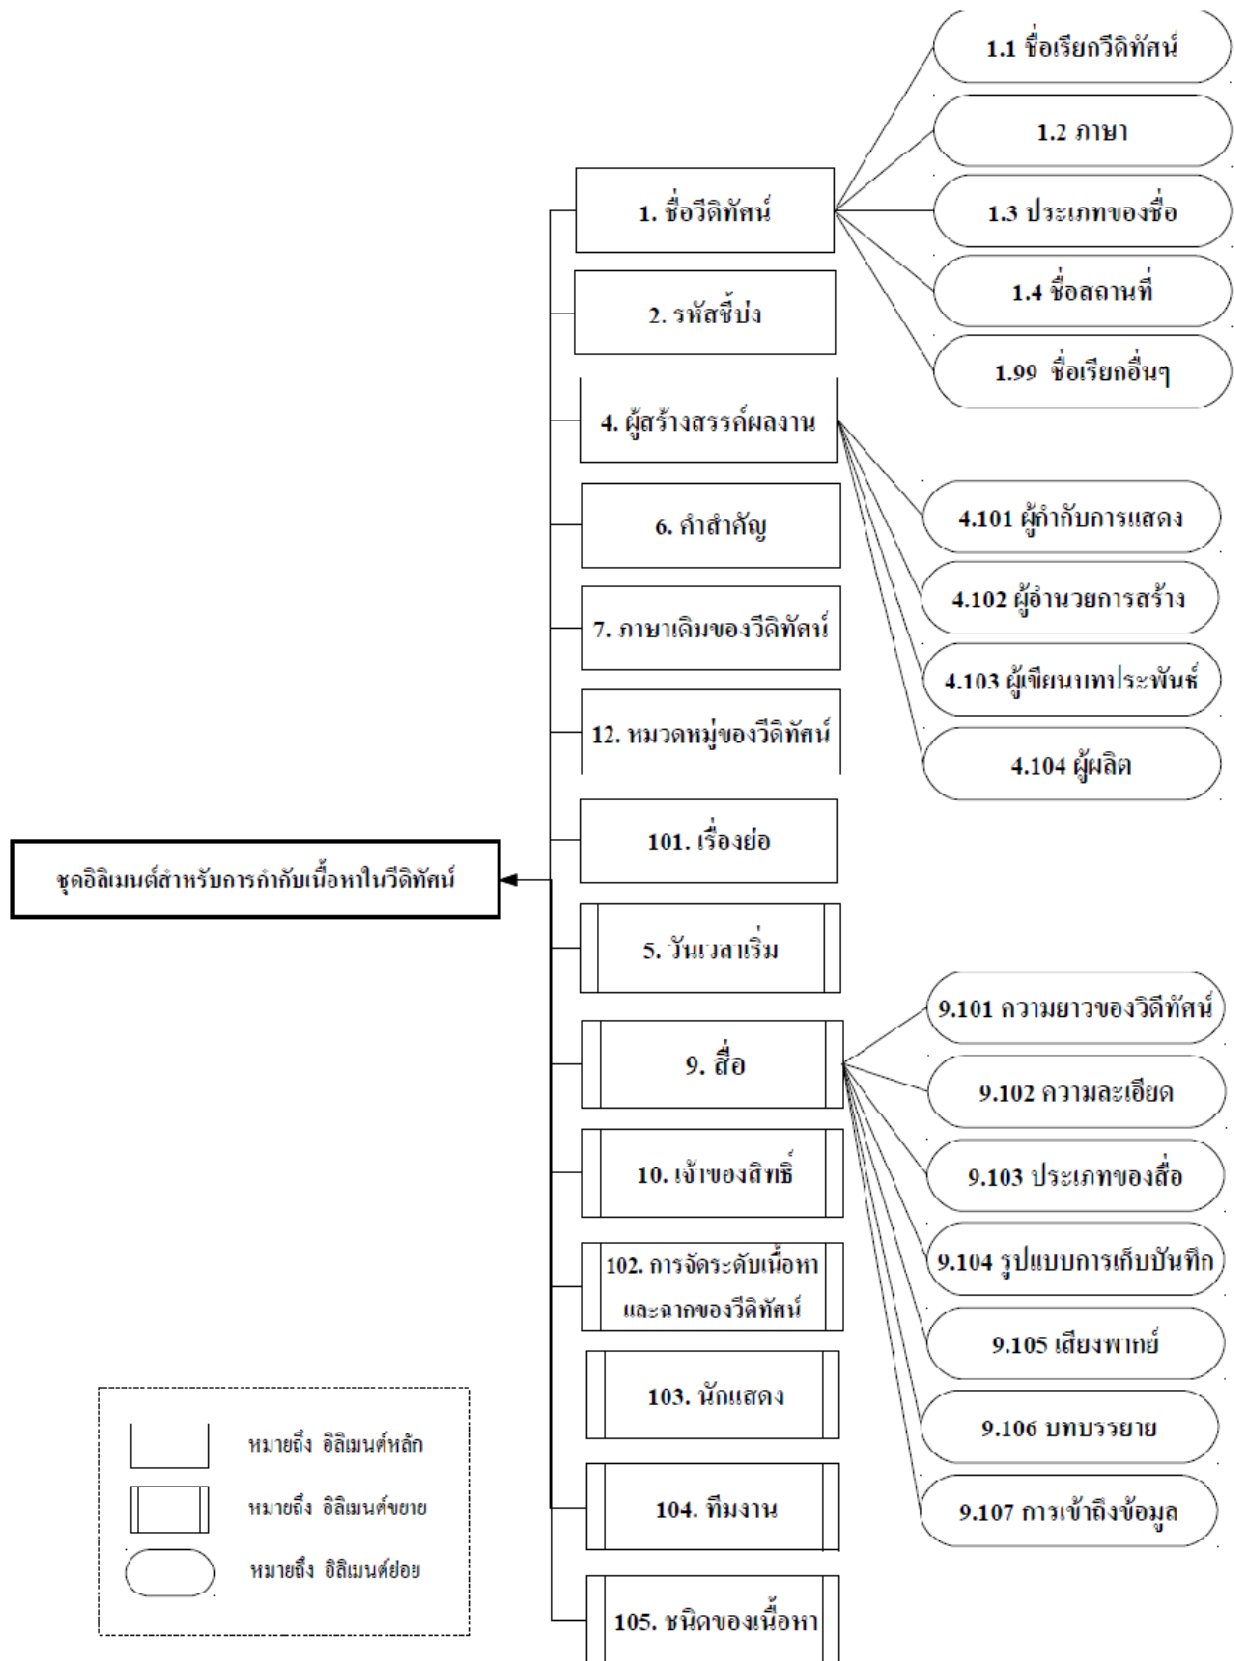 1.1 ชื่อเรียกวีดิทัศน์
1.2 ภาษา
1. ชื่อวีดิทัศน์
1.3 ประเภทของชื่อ
1.4 ชื่อสถานที่
2. รหัสชี้บ่ง
1.99 ชื่อเรียกอื่นๆ
4. ผู้สร้างสรรค์ผลงาน
6. คำสำคัญ
4.101 ผู้กำกับการแสดง
4.102 ผู้อำนวยการสร้าง
7. ภาษาเดิมของวีดิทัศน์
4.103 ผู้เขียนบทประพันธ์
12. หมวดหมู่ของวีดิทัศน์
4.104 ผู้ผลิต
101. เรื่องย่อ
ชุดอิลิเมนต์สำหรับการกำกับเนื้อหาในวีดิทัศน์
5. วันเวลาเริ่ม
9.101 ความยาวของวิดีทัศน์
9. สื่อ
9.102 ความละเอียด
10. เจ้าของสิทธิ์
9.103 ประเภทของสื่อ
102. การจัดระดับเนื้อหา
และฉากของวีดิทัศน์
9.104 รูปแบบการเก็บบันทึก
9.105 เสียงพากย์
103. นักแสดง
9.106 บทบรรยาย
104. ทีมงาน
9.107 การเข้าถึงข้อมูล
105. ชนิดของเนื้อหา
หมายถึง อิลิเมนต์หลัก
หมายถึง อิลิเมนต์ขยาย
หมายถึง อิลิเมนต์ย่อย